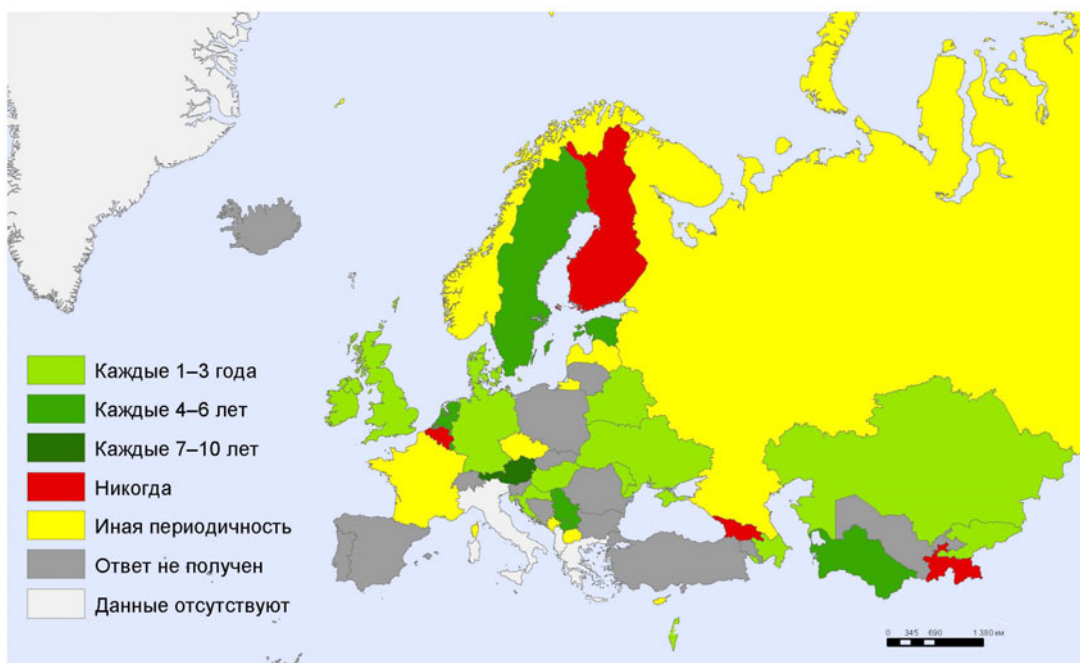 Каждые 1–3 года
Каждые 4–6 лет
Каждые 7–10 лет
Никогда
Иная периодичность
Ответ не получен
Данные отсутствуют
0 345 690 1 380 км